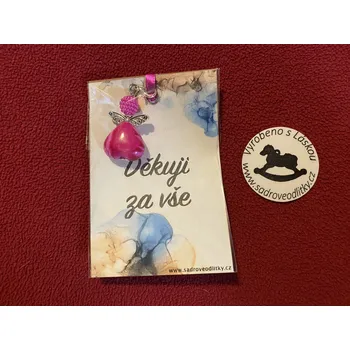 Děkuji
za vše
www.sadroveodlitky.cz
Vyrobeno s Láskou
www.sadroveodlitky.cz